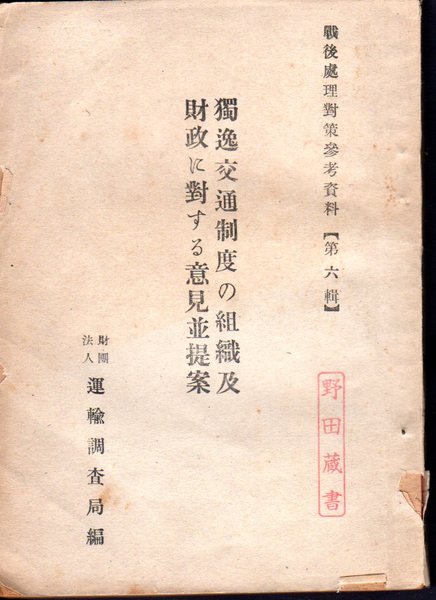 戰後處理對策參考資料【第六輯】
獨逸交通制度の組織及
財政に對する意見並提案
財團法人 運輸調査局編
野田蔵書